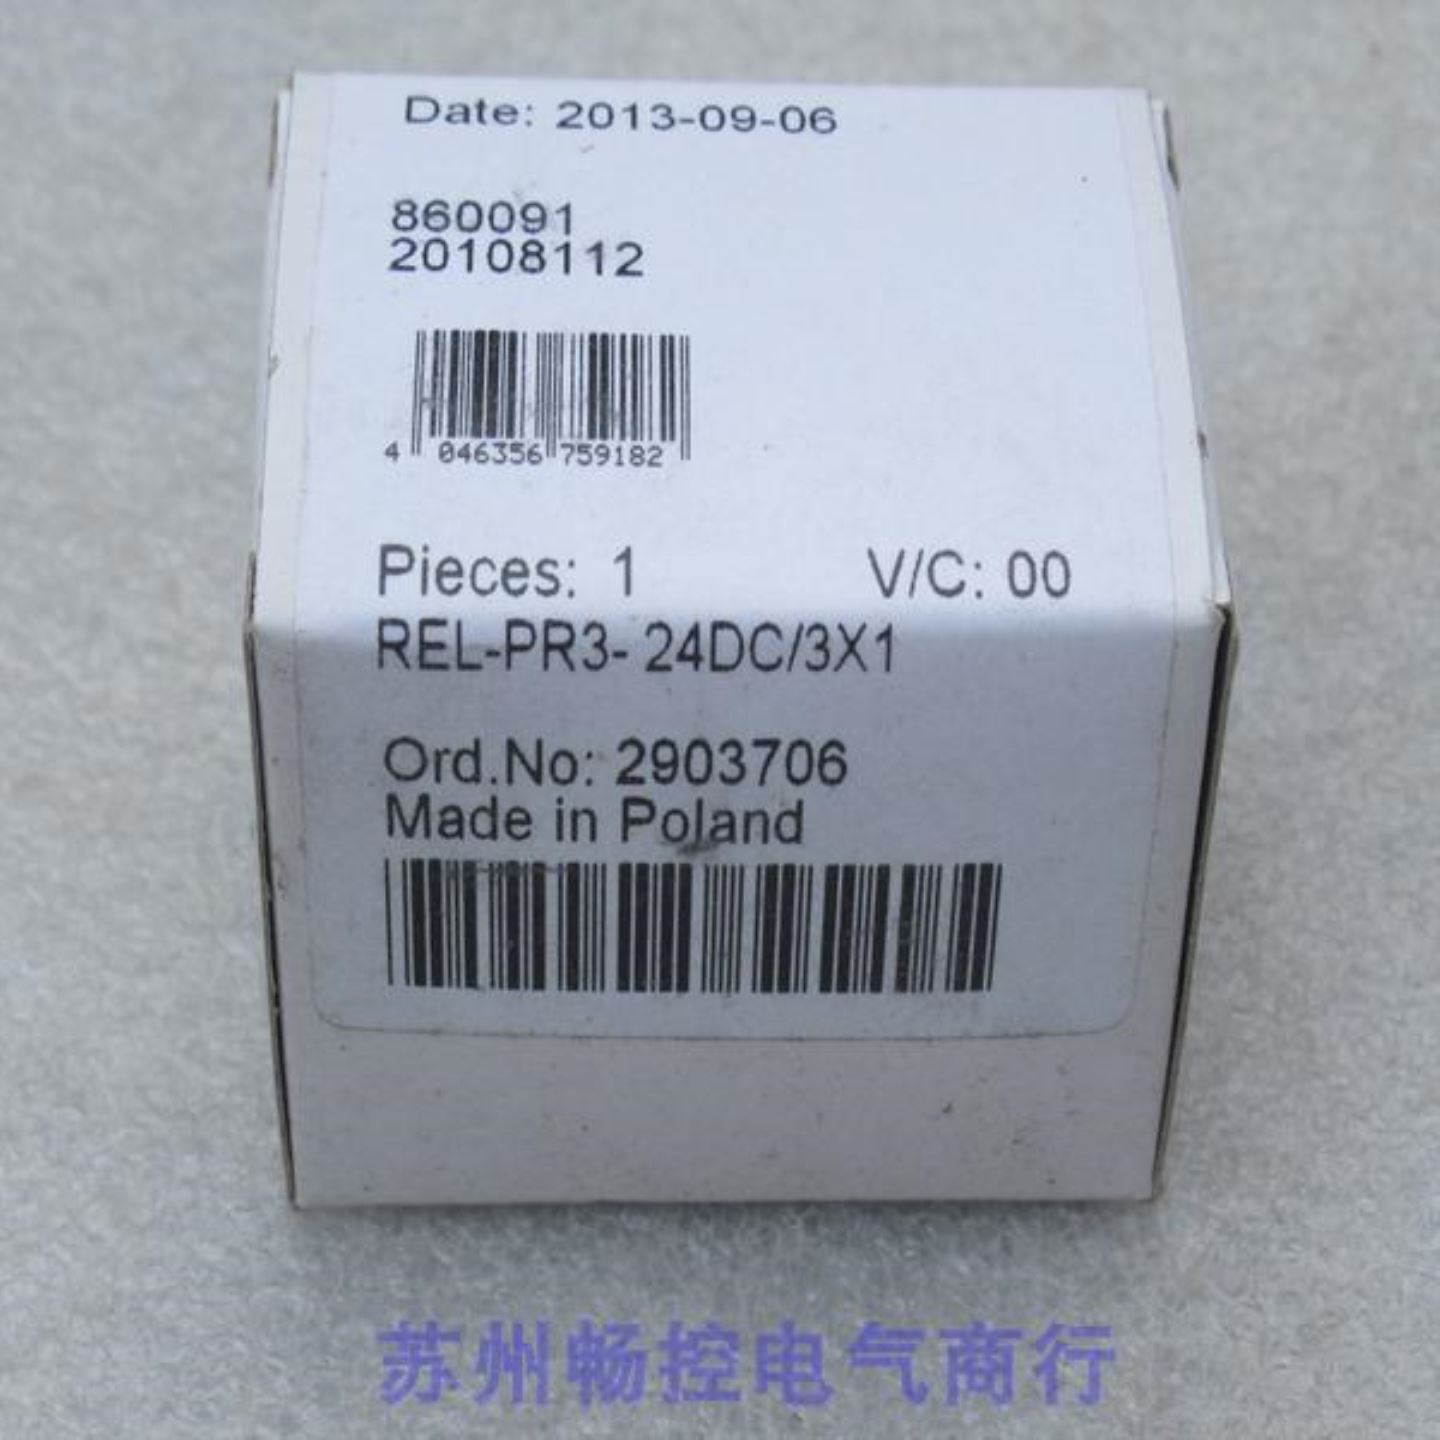 Date: 2013-09-06
860091
20108112
4 046356 759182
Pieces: 1 V/C: 00
REL-PR3- 24DC/3X1
Ord.No: 2903706
Made in Poland
苏州畅控电气商行